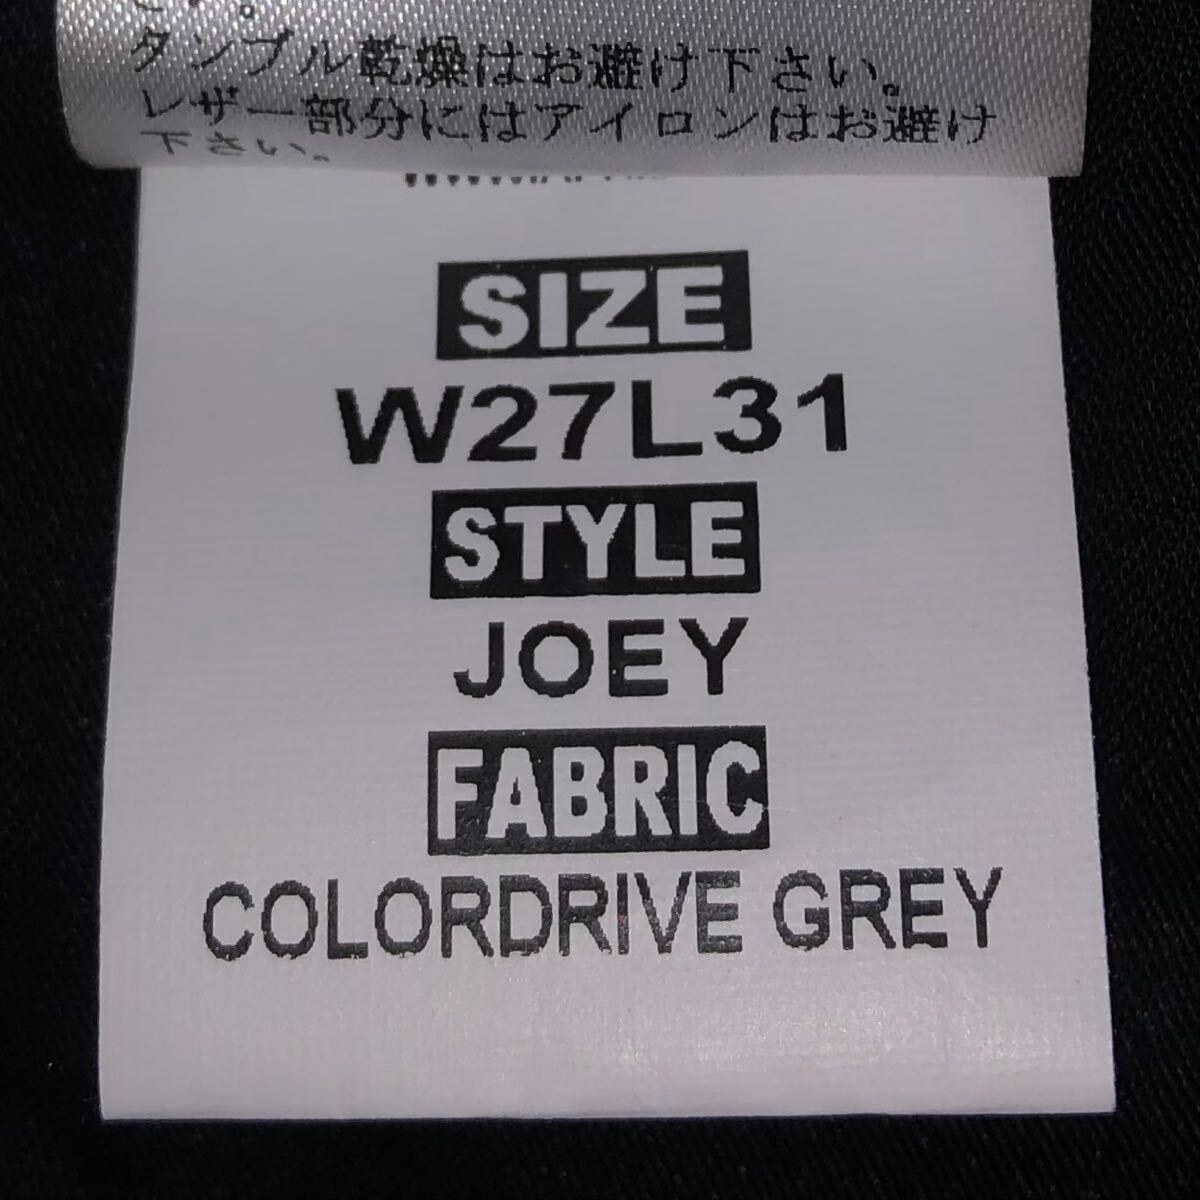 タンブル乾燥はお避け下さい。
レザー部分にはアイロンはお避け
下さい。
SIZE
W27L31
STYLE
JOEY
FABRIC
COLORDRIVE GREY